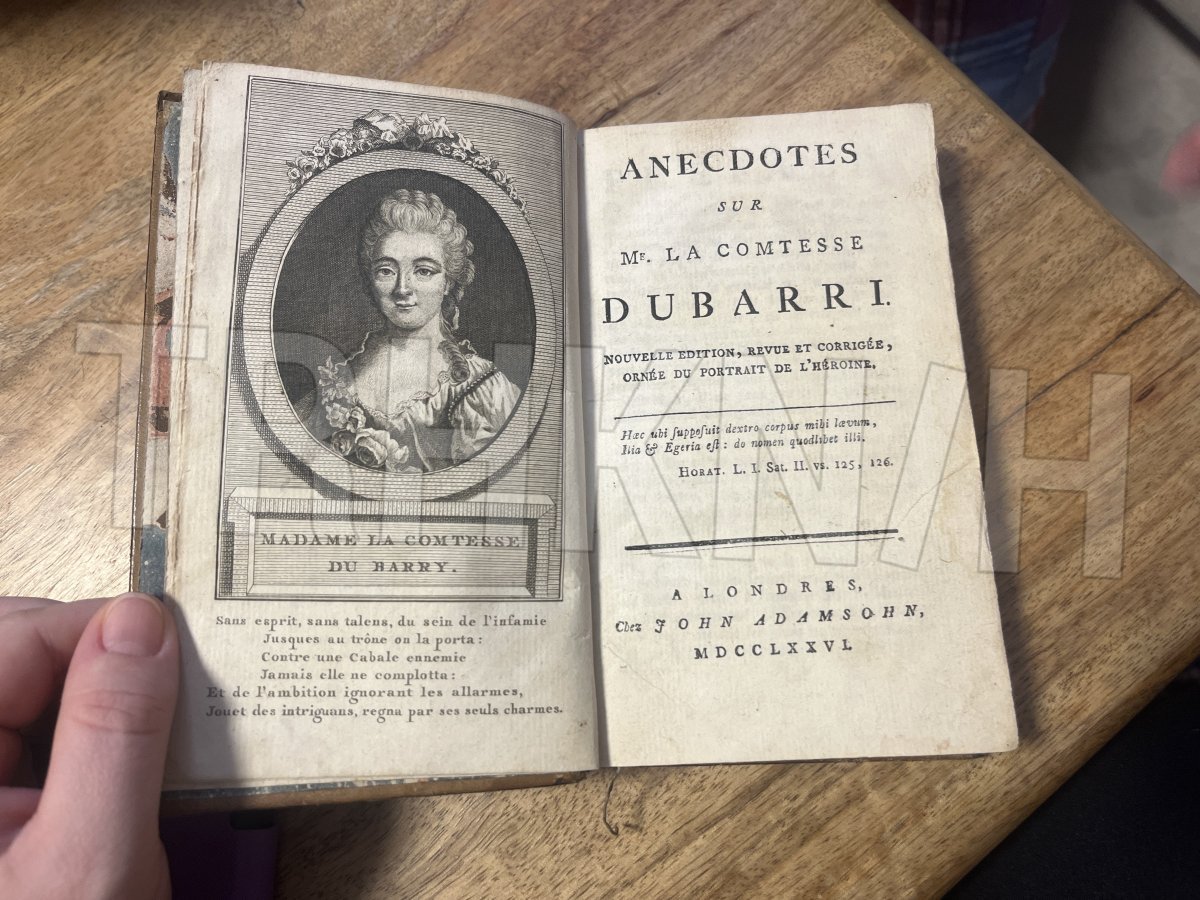 MADAME LA COMTESSE
DU BARRY.
Sans esprit, sans talens, du sein de l'infamie
Jusques au trône on la porta:
Contre une Cabale ennemie
Jamais elle ne complotta:
Et de l'ambition ignorant les allarmes,
Jouet des intriguans, regna par ses seuls charmes.
ANECDOTES
SUR
ME. LA COMTESSE
DUBARRI.
NOUVELLE EDITION, REVUE ET CORRIGÉE,
ORNÉE DU PORTRAIT DE L'HÉROINE.
Hæc ubi ſuppoſuit dextro corpus mihi lævum,
Ilia & Egeria eſt: do nomen quodlibet illi.
HORAT. L. I. Sat. II. vs. 125, 126.
A LONDRES,
Chez JOHN ADAMSOHN,
MDCCLXXVI.